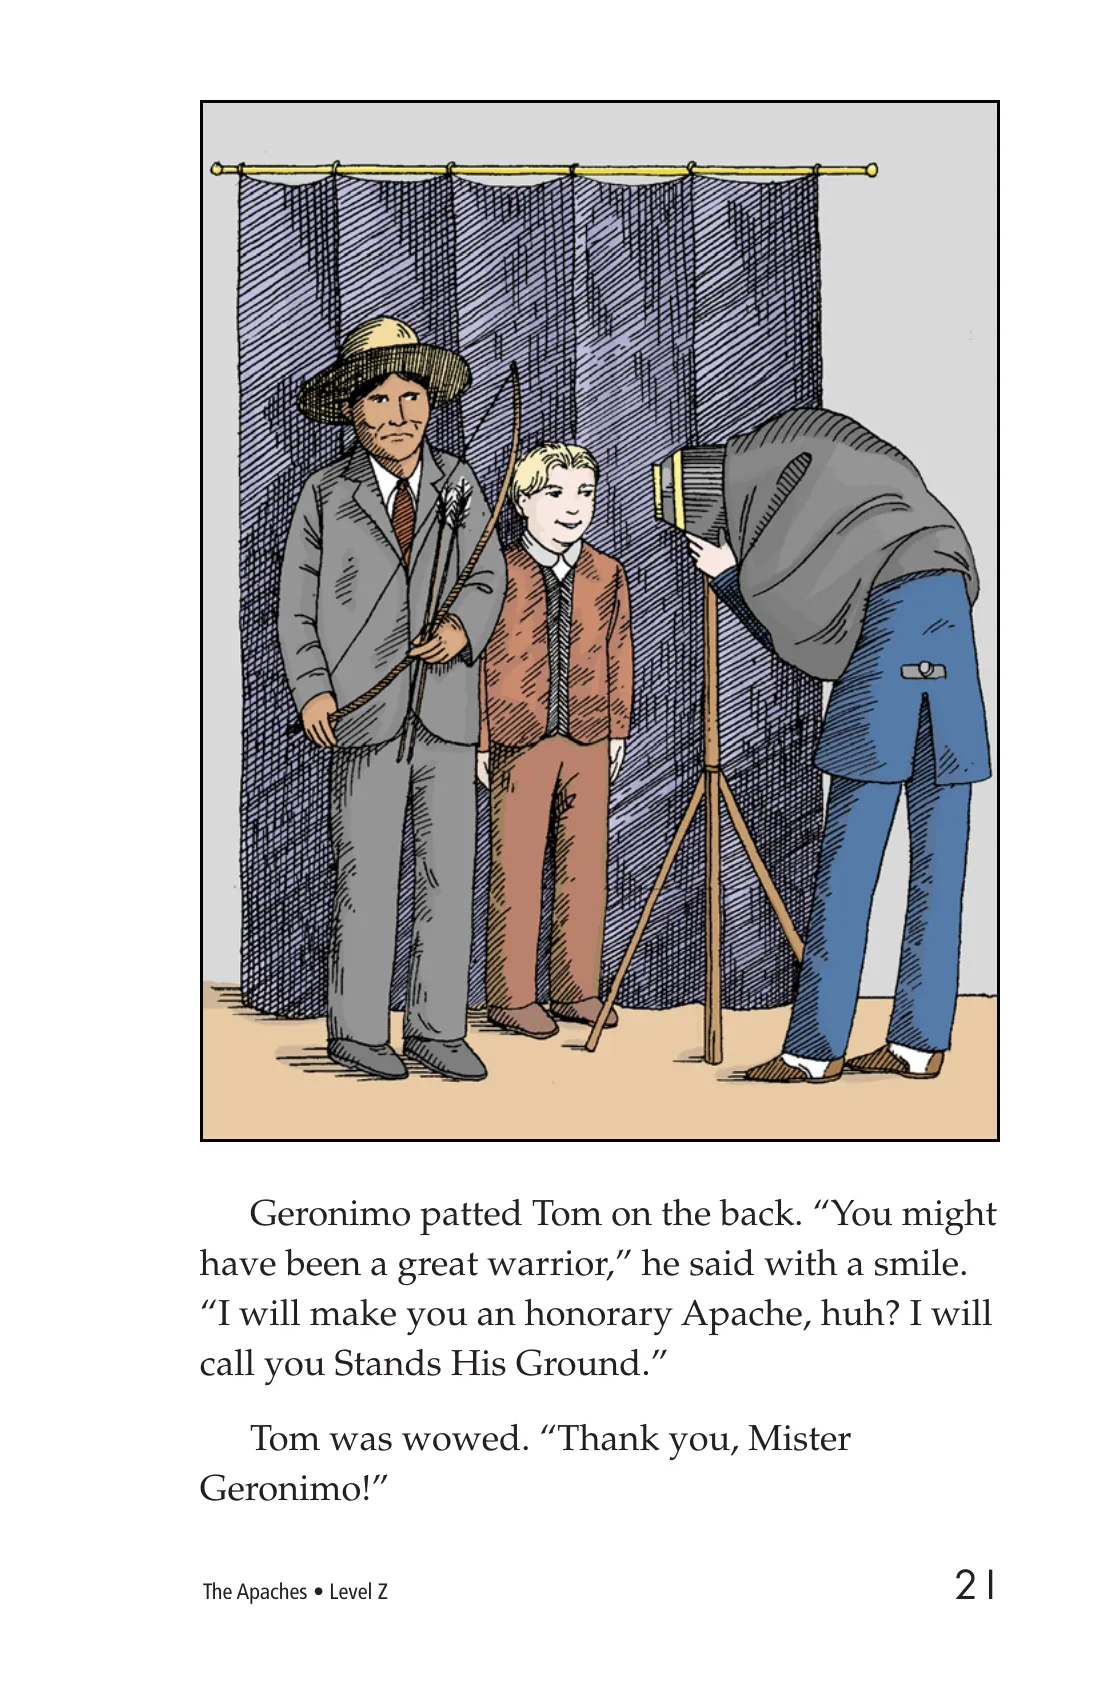 Geronimo patted Tom on the back. “You might
have been a great warrior,” he said with a smile.
“I will make you an honorary Apache, huh? I will
call you Stands His Ground.”
Tom was wowed. “Thank you, Mister
Geronimo!”
The Apaches • Level Z
21